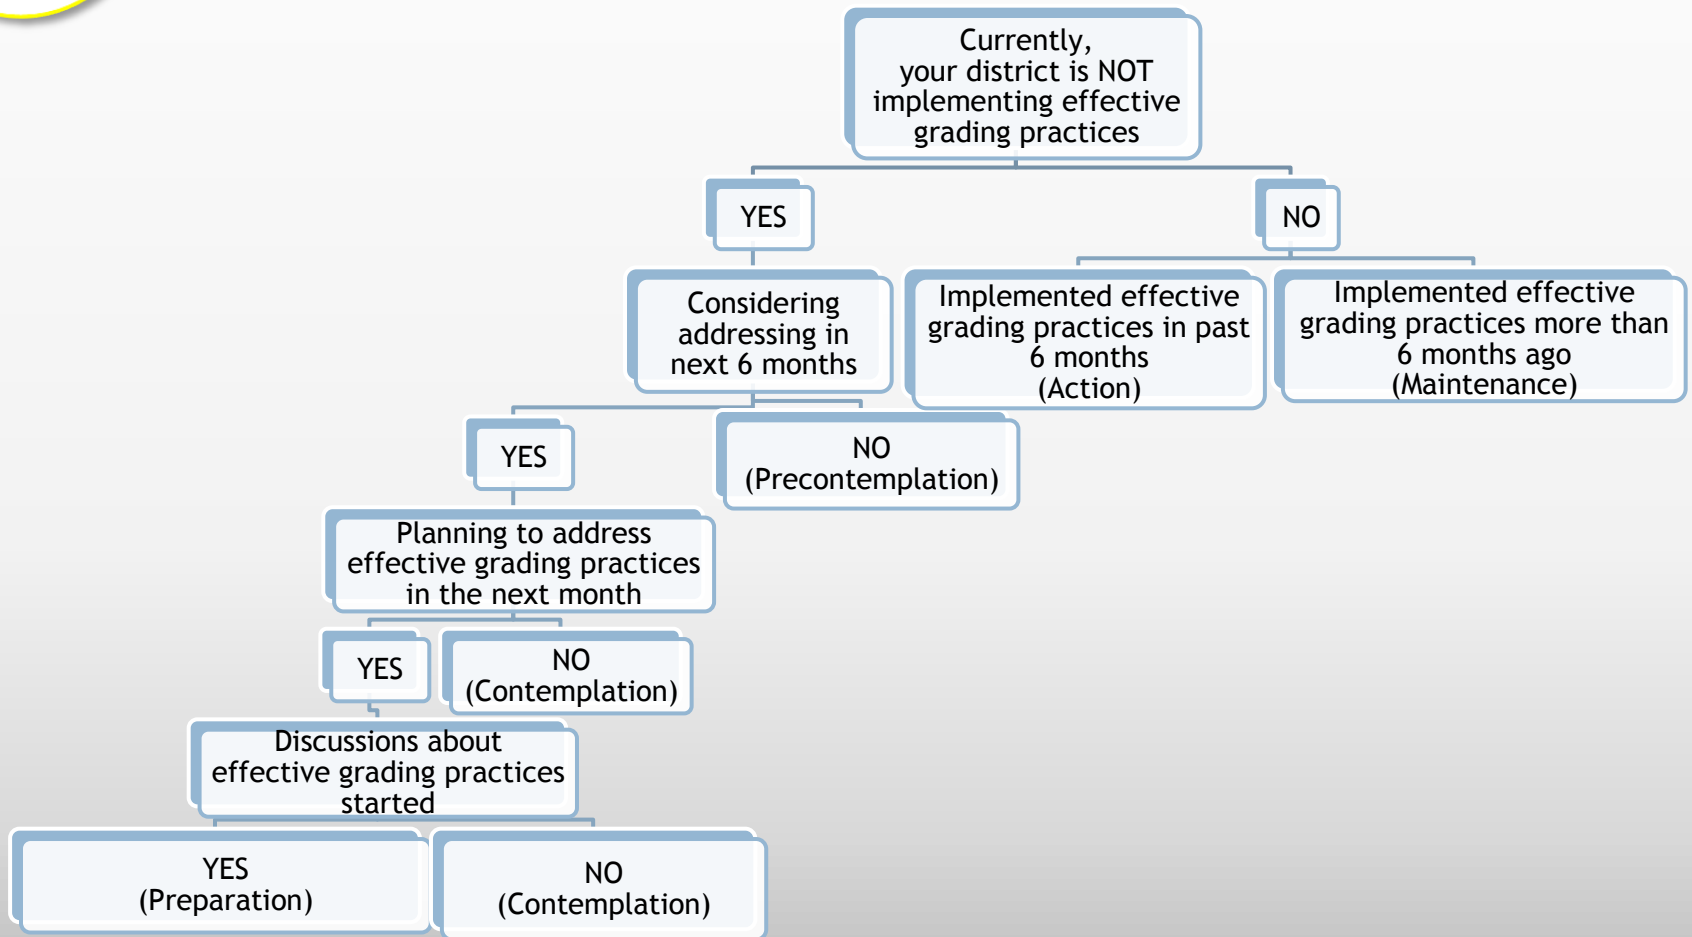 Currently,
your district is NOT
implementing effective
grading practices
YES
NO
Considering
addressing in
next 6 months
Implemented effective
grading practices in past
6 months
(Action)
Implemented effective
grading practices more than
6 months ago
(Maintenance)
YES
NO
(Precontemplation)
Planning to address
effective grading practices
in the next month
YES
NO
(Contemplation)
Discussions about
effective grading practices
started
YES
(Preparation)
NO
(Contemplation)